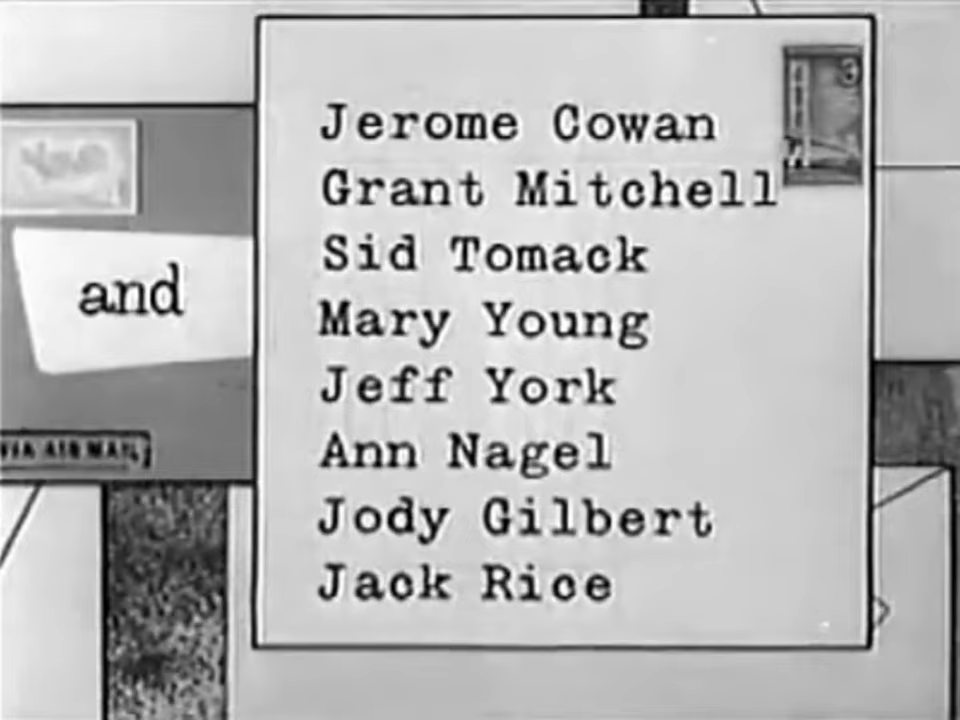 Jerome Cowan
Grant Mitchell
Sid Tomack
and
Mary Young
Jeff York
Ann Nagel
Jody Gilbert
Jack Rice
VIA AIR MAIL
3